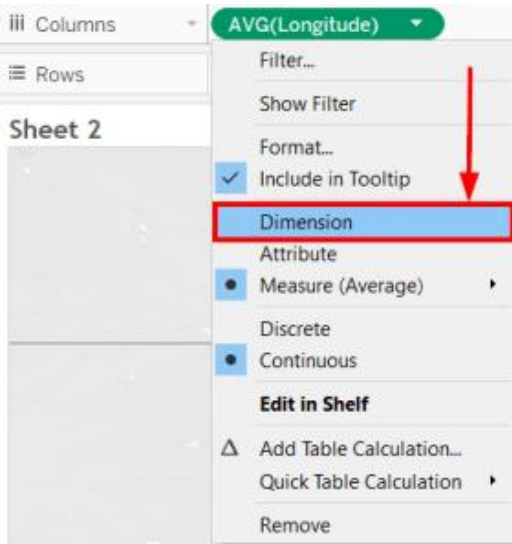 iii Columns
AVG(Longitude)
Rows
Sheet 2
Filter...
Show Filter
Format...
Include in Tooltip
Dimension
Attribute
Measure (Average)
Discrete
Continuous
Edit in Shelf
Add Table Calculation...
Quick Table Calculation
Remove